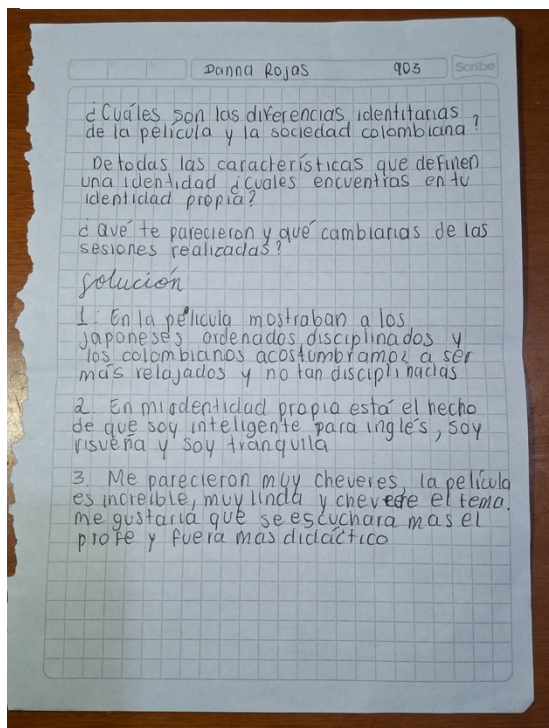 Danna Rojas 903 Scribe
¿Cuáles son las diferencias identitarias
de la película y la sociedad colombiana?
De todas las características que definen
una identidad ¿cuales encuentras en tu
identidad propia?
¿Qué te parecieron y qué cambiarias de las
sesiones realizadas?
Solución
1. En la película mostraban a los
japoneses ordenados, disciplinados y
los colombianos acostumbramos a ser
más relajados y no tan disciplinadas
2. En mi identidad propia está el hecho
de que soy inteligente para inglés, soy
risueña y soy tranquila
3. Me parecieron muy cheveres, la película
es increíble, muy linda y chevere el tema.
me gustaría que se escuchara mas el
profe y fuera mas didáctico